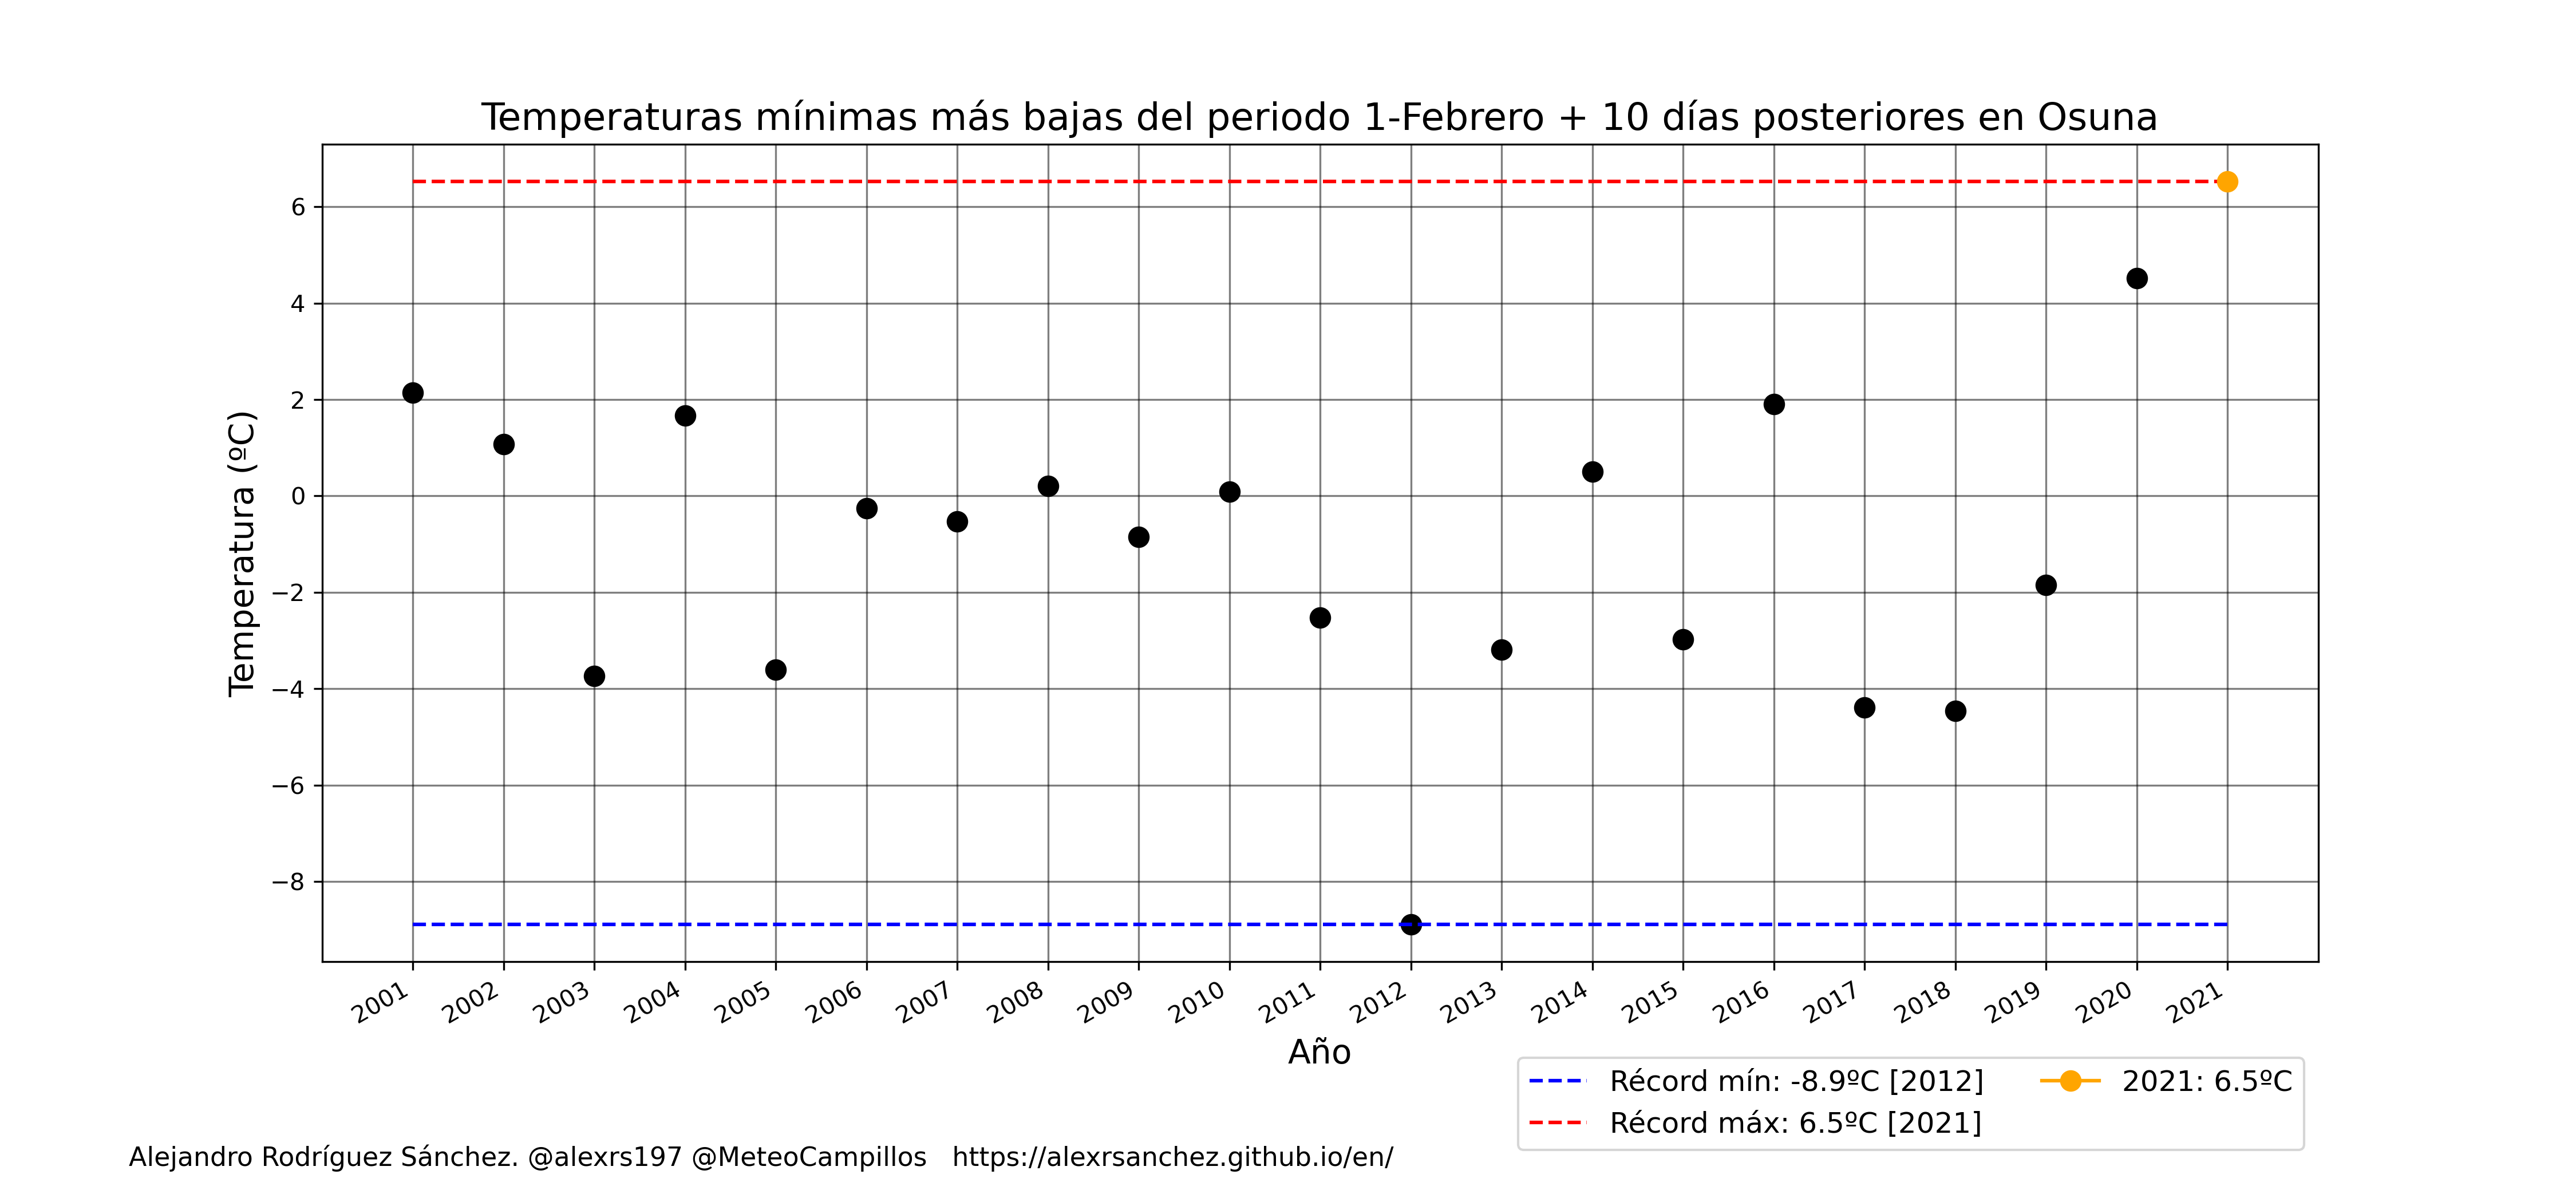 Temperaturas mínimas más bajas del periodo 1-Febrero + 10 días posteriores en Osuna
Temperatura (ºC)
6
4
2
0
−2
−4
−6
−8
2001 2002 2003 2004 2005 2006 2007 2008 2009 2010 2011 2012 2013 2014 2015 2016 2017 2018 2019 2020 2021
Año
Récord mín: -8.9ºC [2012]
Récord máx: 6.5ºC [2021]
2021: 6.5ºC
Alejandro Rodríguez Sánchez. @alexrs197 @MeteoCampillos https://alexrsanchez.github.io/en/